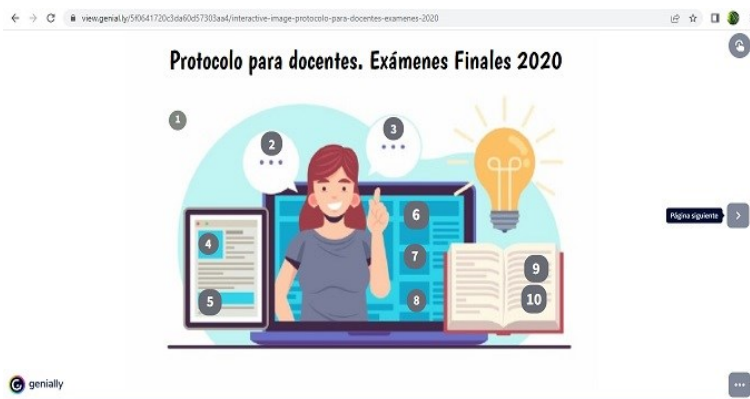 view.genial.ly/5f0641720c3da60d57303aa4/interactive-image-protocolo-para-docentes-examenes-2020
Protocolo para docentes. Exámenes Finales 2020
1
2
3
4
5
6
7
8
9
10
Página siguiente
genially